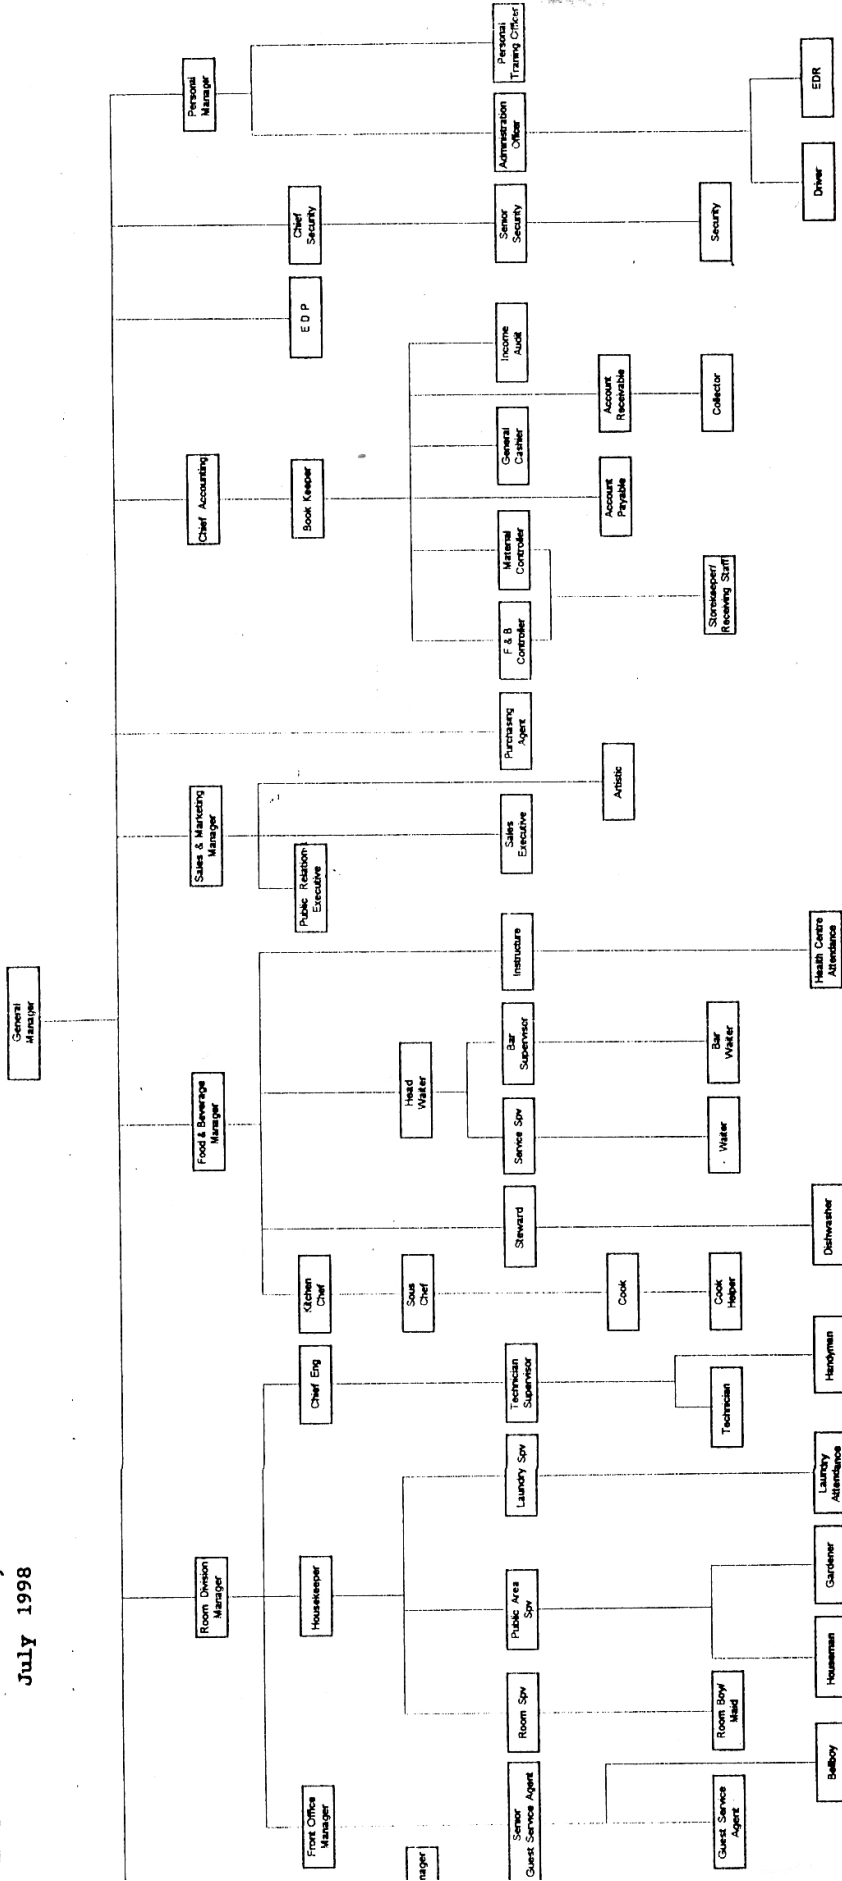 July 1998
General
Manager
Room Division
Manager
Food & Beverage
Manager
Sales & Marketing
Manager
Chief Accounting
Personal
Manager
Front Office
Manager
Housekeeper
Chief Eng
Kitchen
Chef
Public Relation
Executive
Book Keeper
E D P
Chief
Security
nager
Sous
Chef
Head
Waiter
Senior
Guest Service Agent
Room Spv
Public Area
Spv
Laundry Spv
Technician
Supervisor
Steward
Service Spv
Bar
Supervisor
Instructure
Sales
Executive
Purchasing
Agent
F & B
Controller
Material
Controller
General
Cashier
Income
Audit
Senior
Security
Administration
Officer
Personal
Traning Officer
Cook
Artistic
Account
Payable
Account
Receivable
Guest Service
Agent
Room Boy/
Maid
Technician
Cook
Helper
Waiter
Bar
Waiter
Storekeeper/
Receiving Staff
Collector
Security
Bellboy
Houseman
Gardener
Laundry
Attendance
Handyman
Dishwasher
Health Centre
Attendance
Driver
EDR